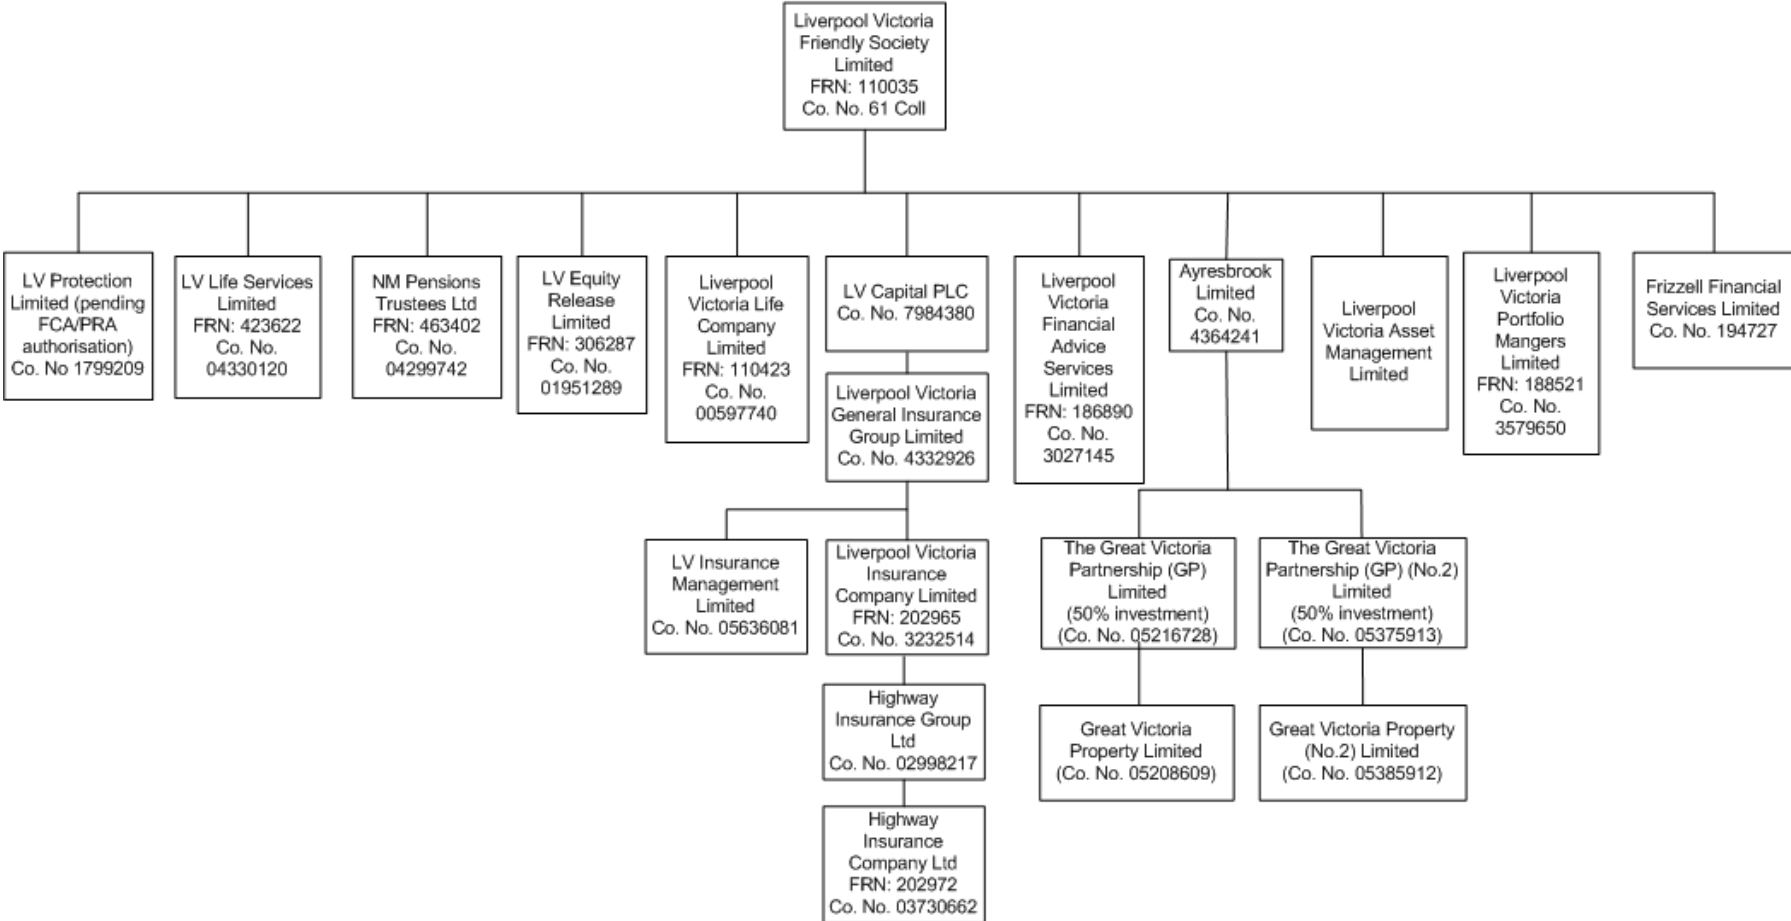 Liverpool Victoria
Friendly Society
Limited
FRN: 110035
Co. No. 61 Coll
LV Protection
Limited (pending
FCA/PRA
authorisation)
Co. No 1799209
LV Life Services
Limited
FRN: 423622
Co. No.
04330120
NM Pensions
Trustees Ltd
FRN: 463402
Co. No.
04299742
LV Equity
Release
Limited
FRN: 306287
Co. No.
01951289
Liverpool
Victoria Life
Company
Limited
FRN: 110423
Co. No.
00597740
LV Capital PLC
Co. No. 7984380
Liverpool
Victoria
Financial
Advice
Services
Limited
FRN: 186890
Co. No.
3027145
Ayresbrook
Limited
Co. No.
4364241
Liverpool
Victoria Asset
Management
Limited
Liverpool
Victoria
Portfolio
Mangers
Limited
FRN: 188521
Co. No.
3579650
Frizzell Financial
Services Limited
Co. No. 194727
Liverpool Victoria
General Insurance
Group Limited
Co. No. 4332926
LV Insurance
Management
Limited
Co. No. 05636081
Liverpool Victoria
Insurance
Company Limited
FRN: 202965
Co. No. 3232514
The Great Victoria
Partnership (GP)
Limited
(50% investment)
(Co. No. 05216728)
The Great Victoria
Partnership (GP) (No.2)
Limited
(50% investment)
(Co. No. 05375913)
Highway
Insurance Group
Ltd
Co. No. 02998217
Great Victoria
Property Limited
(Co. No. 05208609)
Great Victoria Property
(No.2) Limited
(Co. No. 05385912)
Highway
Insurance
Company Ltd
FRN: 202972
Co. No. 03730662